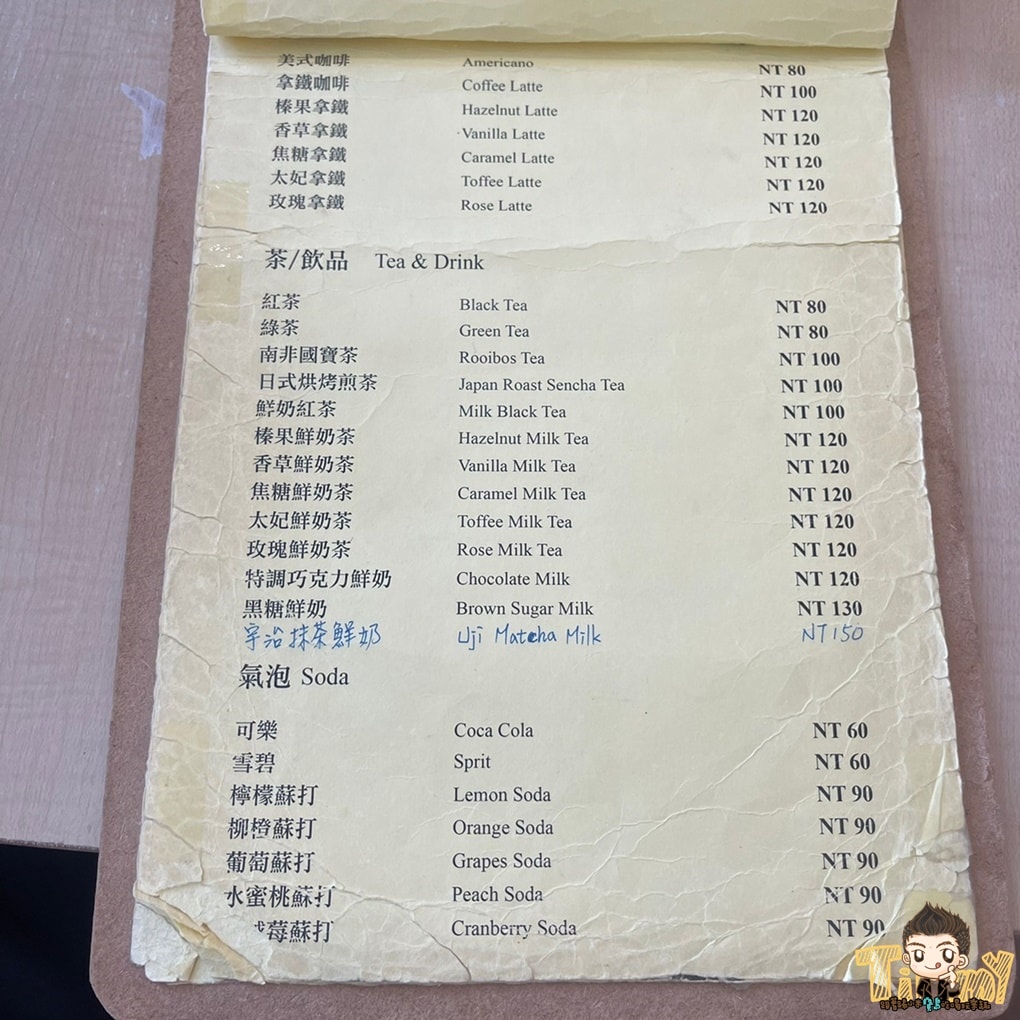 美式咖啡 Americano NT 80
拿鐵咖啡 Coffee Latte NT 100
榛果拿鐵 Hazelnut Latte NT 120
香草拿鐵 Vanilla Latte NT 120
焦糖拿鐵 Caramel Latte NT 120
太妃拿鐵 Toffee Latte NT 120
玫瑰拿鐵 Rose Latte NT 120
茶/飲品 Tea & Drink
紅茶 Black Tea NT 80
綠茶 Green Tea NT 80
南非國寶茶 Rooibos Tea NT 100
日式烘烤煎茶 Japan Roast Sencha Tea NT 100
鮮奶紅茶 Milk Black Tea NT 100
榛果鮮奶茶 Hazelnut Milk Tea NT 120
香草鮮奶茶 Vanilla Milk Tea NT 120
焦糖鮮奶茶 Caramel Milk Tea NT 120
太妃鮮奶茶 Toffee Milk Tea NT 120
玫瑰鮮奶茶 Rose Milk Tea NT 120
特調巧克力鮮奶 Chocolate Milk NT 120
黑糖鮮奶 Brown Sugar Milk NT 130
宇治抹茶鮮奶 Uji Matcha Milk NT150
氣泡 Soda
可樂 Coca Cola NT 60
雪碧 Sprit NT 60
檸檬蘇打 Lemon Soda NT 90
柳橙蘇打 Orange Soda NT 90
葡萄蘇打 Grapes Soda NT 90
水蜜桃蘇打 Peach Soda NT 90
莓蘇打 Cranberry Soda NT 90